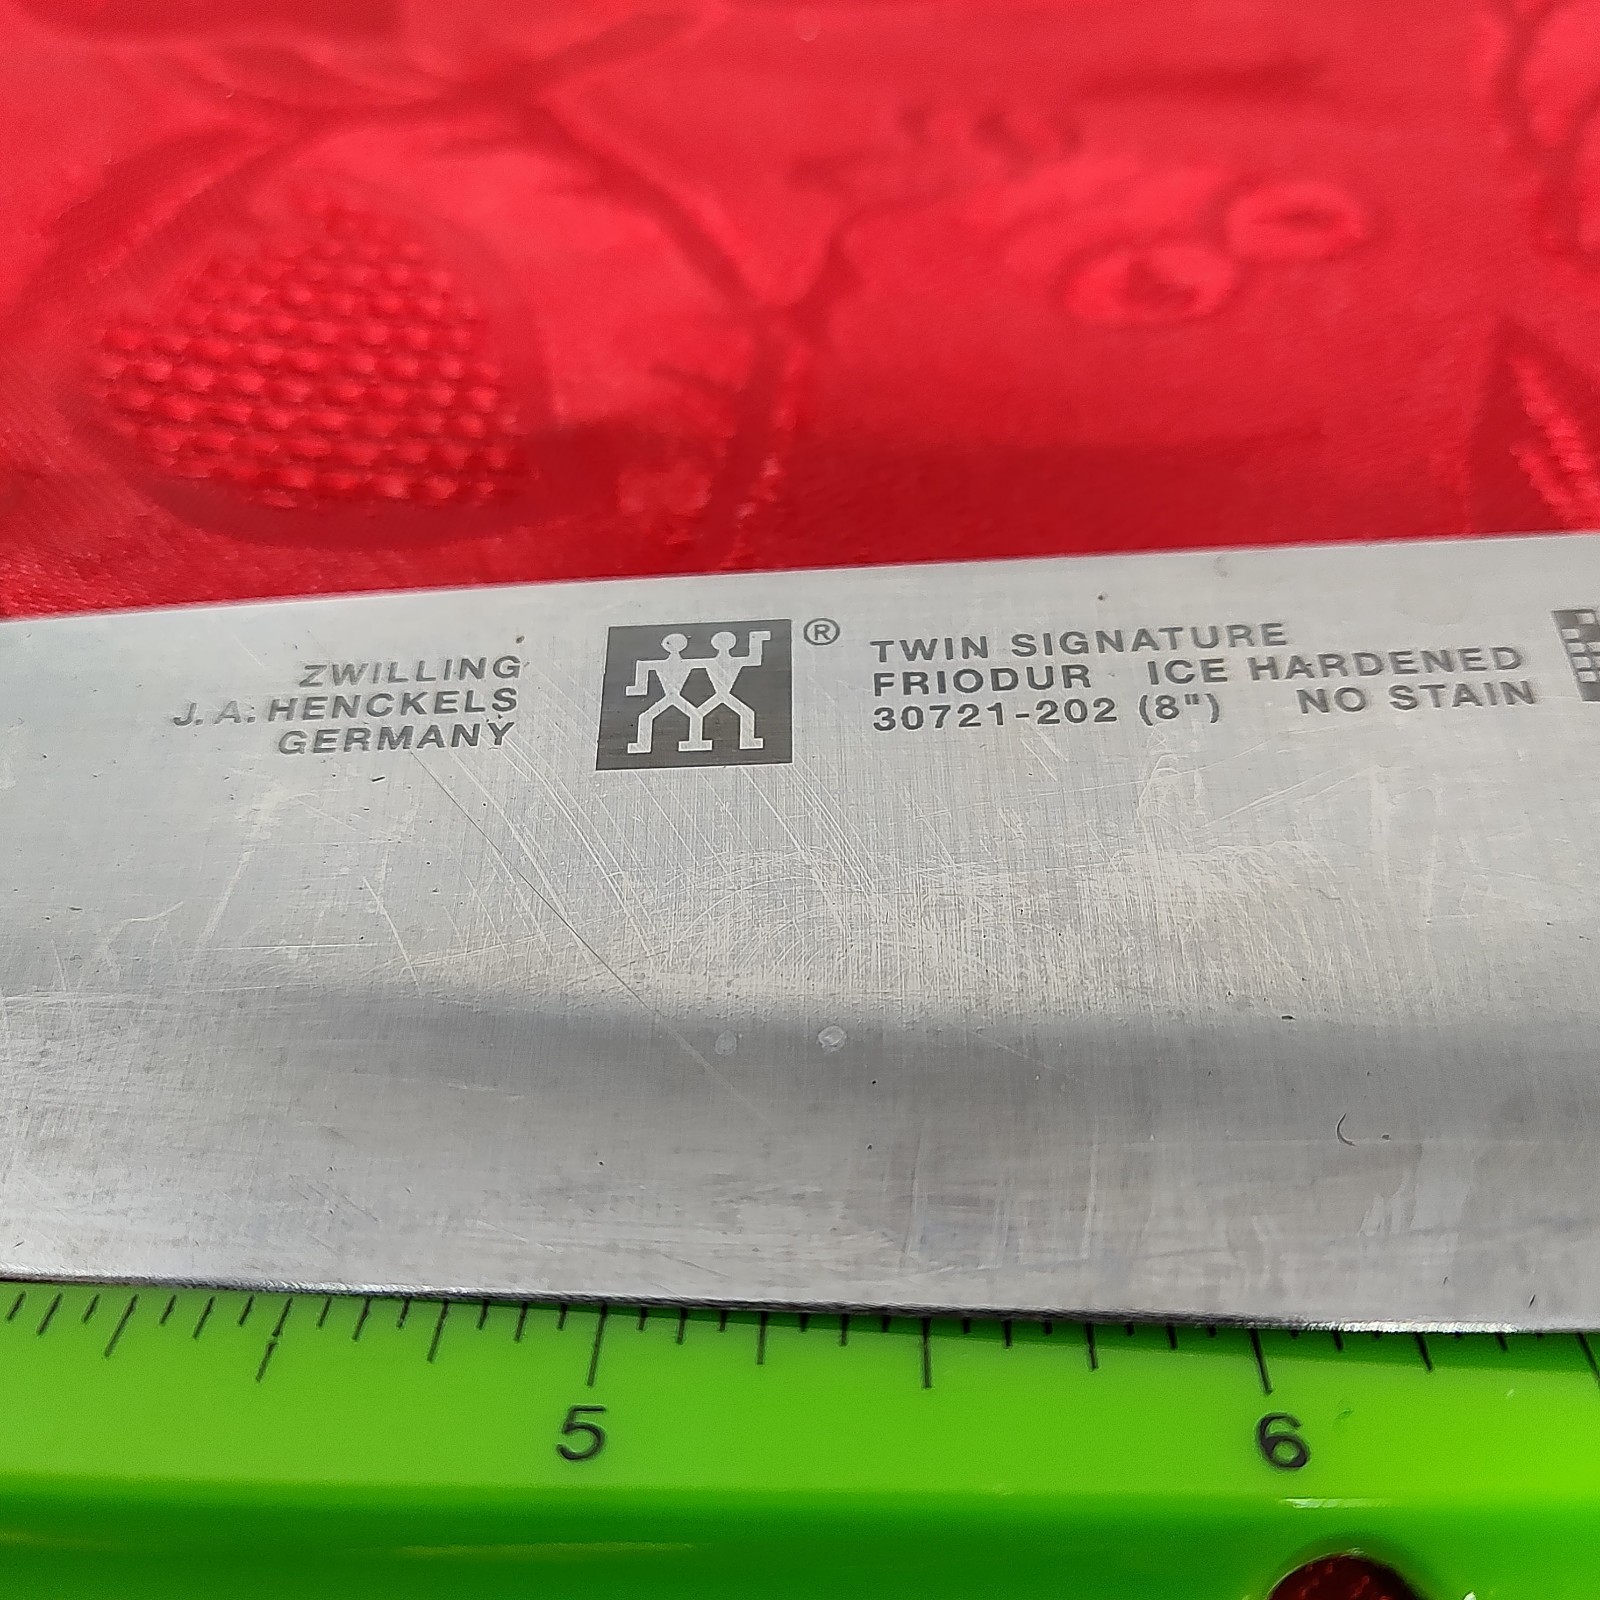 ZWILLING
J. A. HENCKELS
GERMANY
®
TWIN SIGNATURE
FRIODUR ICE HARDENED
30721-202 (8") NO STAIN
5
6